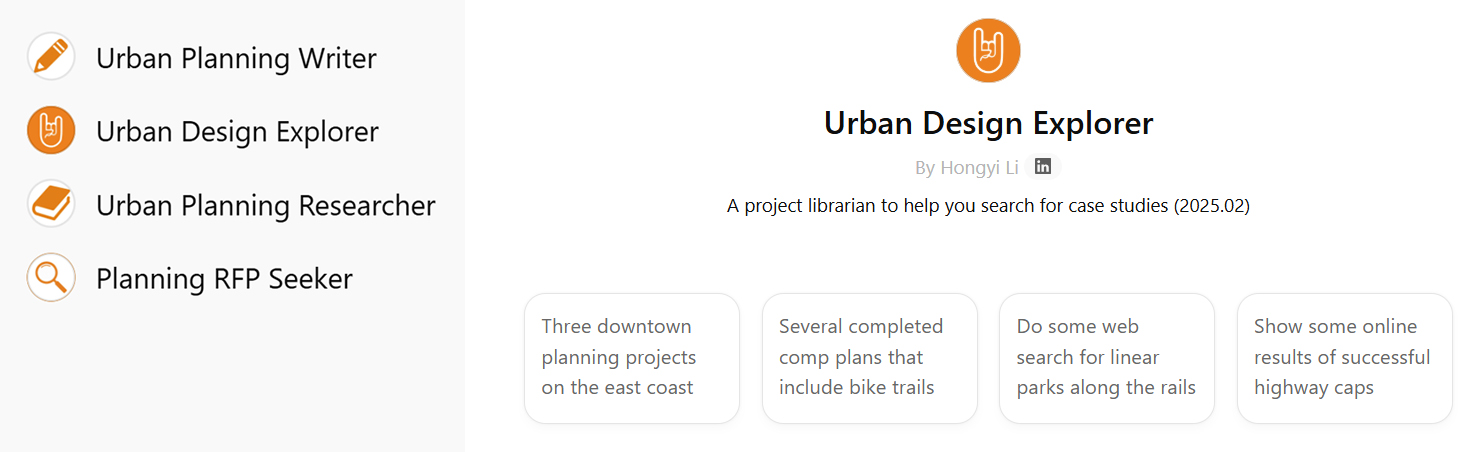 Urban Planning Writer
Urban Design Explorer
Urban Planning Researcher
Planning RFP Seeker
Urban Design Explorer
By Hongyi Li in
A project librarian to help you search for case studies (2025.02)
Three downtown
planning projects
on the east coast
Several completed
comp plans that
include bike trails
Do some web
search for linear
parks along the rails
Show some online
results of successful
highway caps